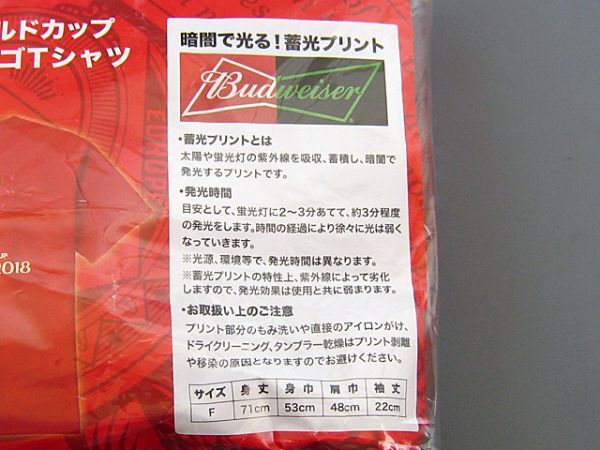 ルドカップ
ゴTシャツ
暗闇で光る!蓄光プリント
Budweiser
•蓄光プリントとは
太陽や蛍光灯の紫外線を吸収、蓄積し、暗闇で
発光するプリントです。
•発光時間
目安として、蛍光灯に2〜3分あてて、約3分程度
の発光をします。時間の経過により徐々に光は弱く
なっていきます。
※光源、環境等で、発光時間は異なります。
※蓄光プリントの特性上、紫外線によって劣化
しますので、発光効果は使用と共に弱まります。
•お取扱い上のご注意
プリント部分のもみ洗いや直接のアイロンがけ、
ドライクリーニング、タンブラー乾燥はプリント剥離
や移染の原因となりますのでお避けください。
サイズ 身丈 身巾 肩巾 袖丈
F 71cm 53cm 48cm 22cm
UP
2018